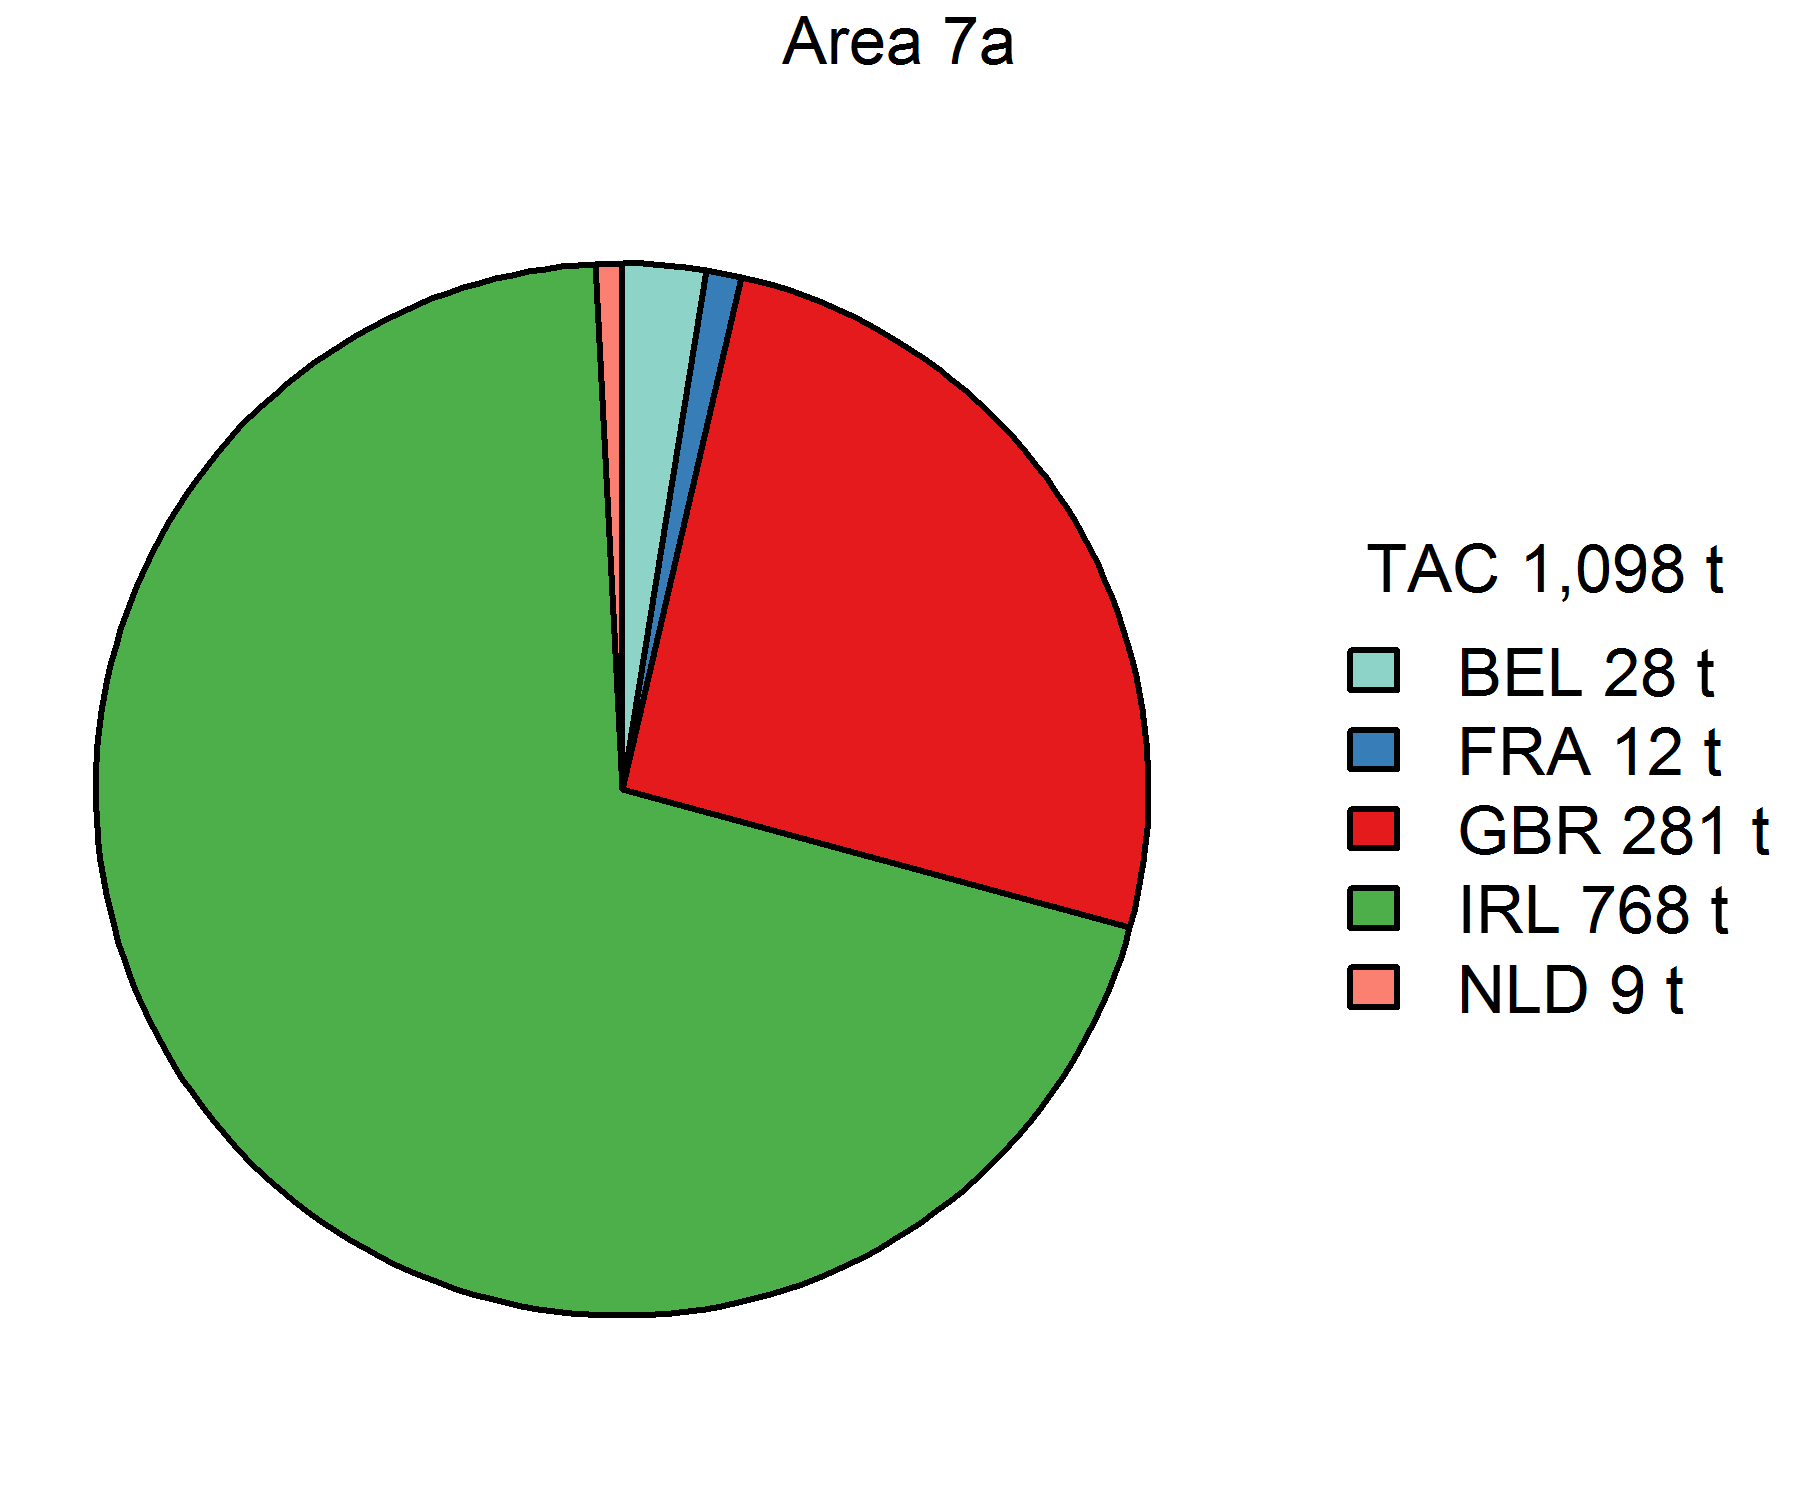 Area 7a
TAC 1,098 t
BEL 28 t
FRA 12 t
GBR 281 t
IRL 768 t
NLD 9 t